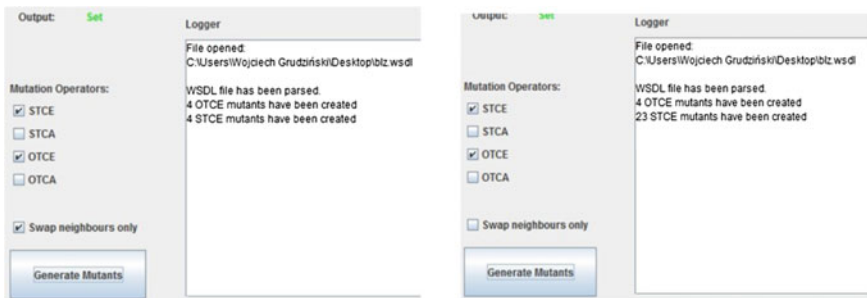 Output: Set
Logger
File opened:
C:\Users\Wojciech Grudziński\Desktop\blz.wsdl
WSDL file has been parsed.
4 OTCE mutants have been created
4 STCE mutants have been created
Mutation Operators:
STCE
STCA
OTCE
OTCA
Swap neighbours only
Generate Mutants
Output: Set
Logger
File opened:
C:\Users\Wojciech Grudziński\Desktop\blz.wsdl
WSDL file has been parsed.
4 OTCE mutants have been created
23 STCE mutants have been created
Mutation Operators:
STCE
STCA
OTCE
OTCA
Swap neighbours only
Generate Mutants